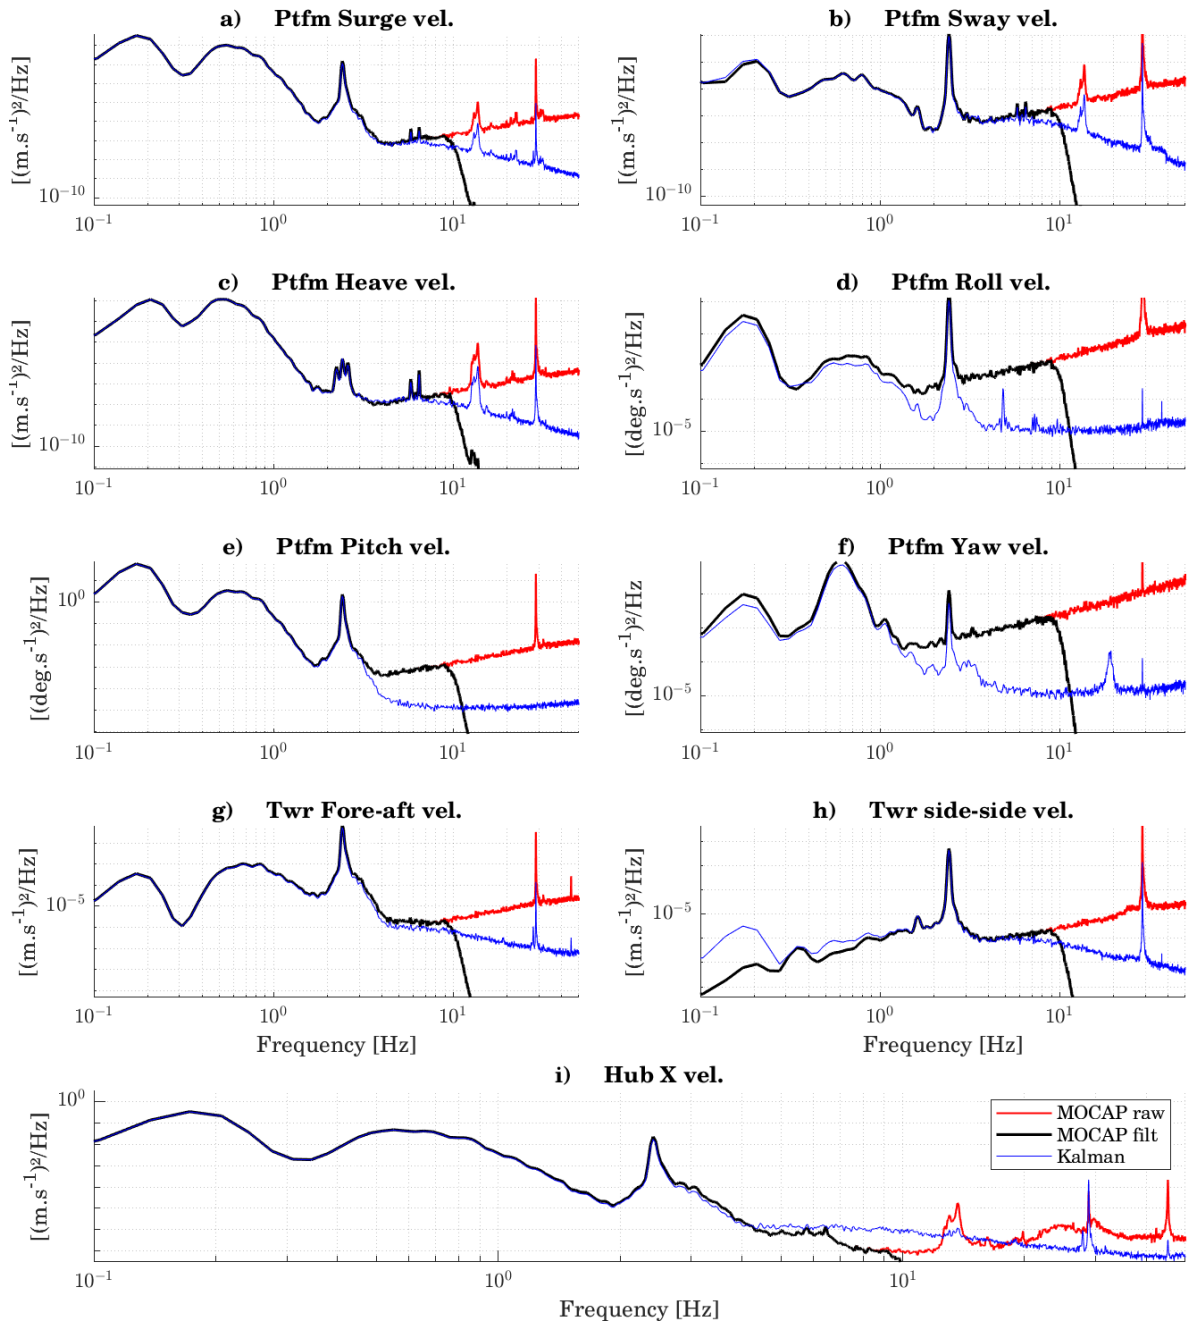 a) Ptfm Surge vel.
[(m.s⁻¹)²/Hz]
10⁻¹⁰
10⁻¹ 10⁰ 10¹
b) Ptfm Sway vel.
[(m.s⁻¹)²/Hz]
10⁻¹⁰
10⁻¹ 10⁰ 10¹
c) Ptfm Heave vel.
[(m.s⁻¹)²/Hz]
10⁻¹⁰
10⁻¹ 10⁰ 10¹
d) Ptfm Roll vel.
[(deg.s⁻¹)²/Hz]
10⁻⁵
10⁻¹ 10⁰ 10¹
e) Ptfm Pitch vel.
[(deg.s⁻¹)²/Hz]
10⁰
10⁻¹ 10⁰ 10¹
f) Ptfm Yaw vel.
[(deg.s⁻¹)²/Hz
10⁻⁵
10⁻¹ 10⁰ 10¹
g) Twr Fore-aft vel.
[(m.s⁻¹)²/Hz]
10⁻⁵
10⁻¹ 10⁰ 10¹
Frequency [Hz]
h) Twr side-side vel.
[(m.s⁻¹)²/Hz]
10⁻⁵
10⁻¹ 10⁰ 10¹
Frequency [Hz]
i) Hub X vel.
[(m.s⁻¹)²/Hz]
10⁰
MOCAP raw
MOCAP filt
Kalman
10⁻¹ 10⁰ 10¹
Frequency [Hz]